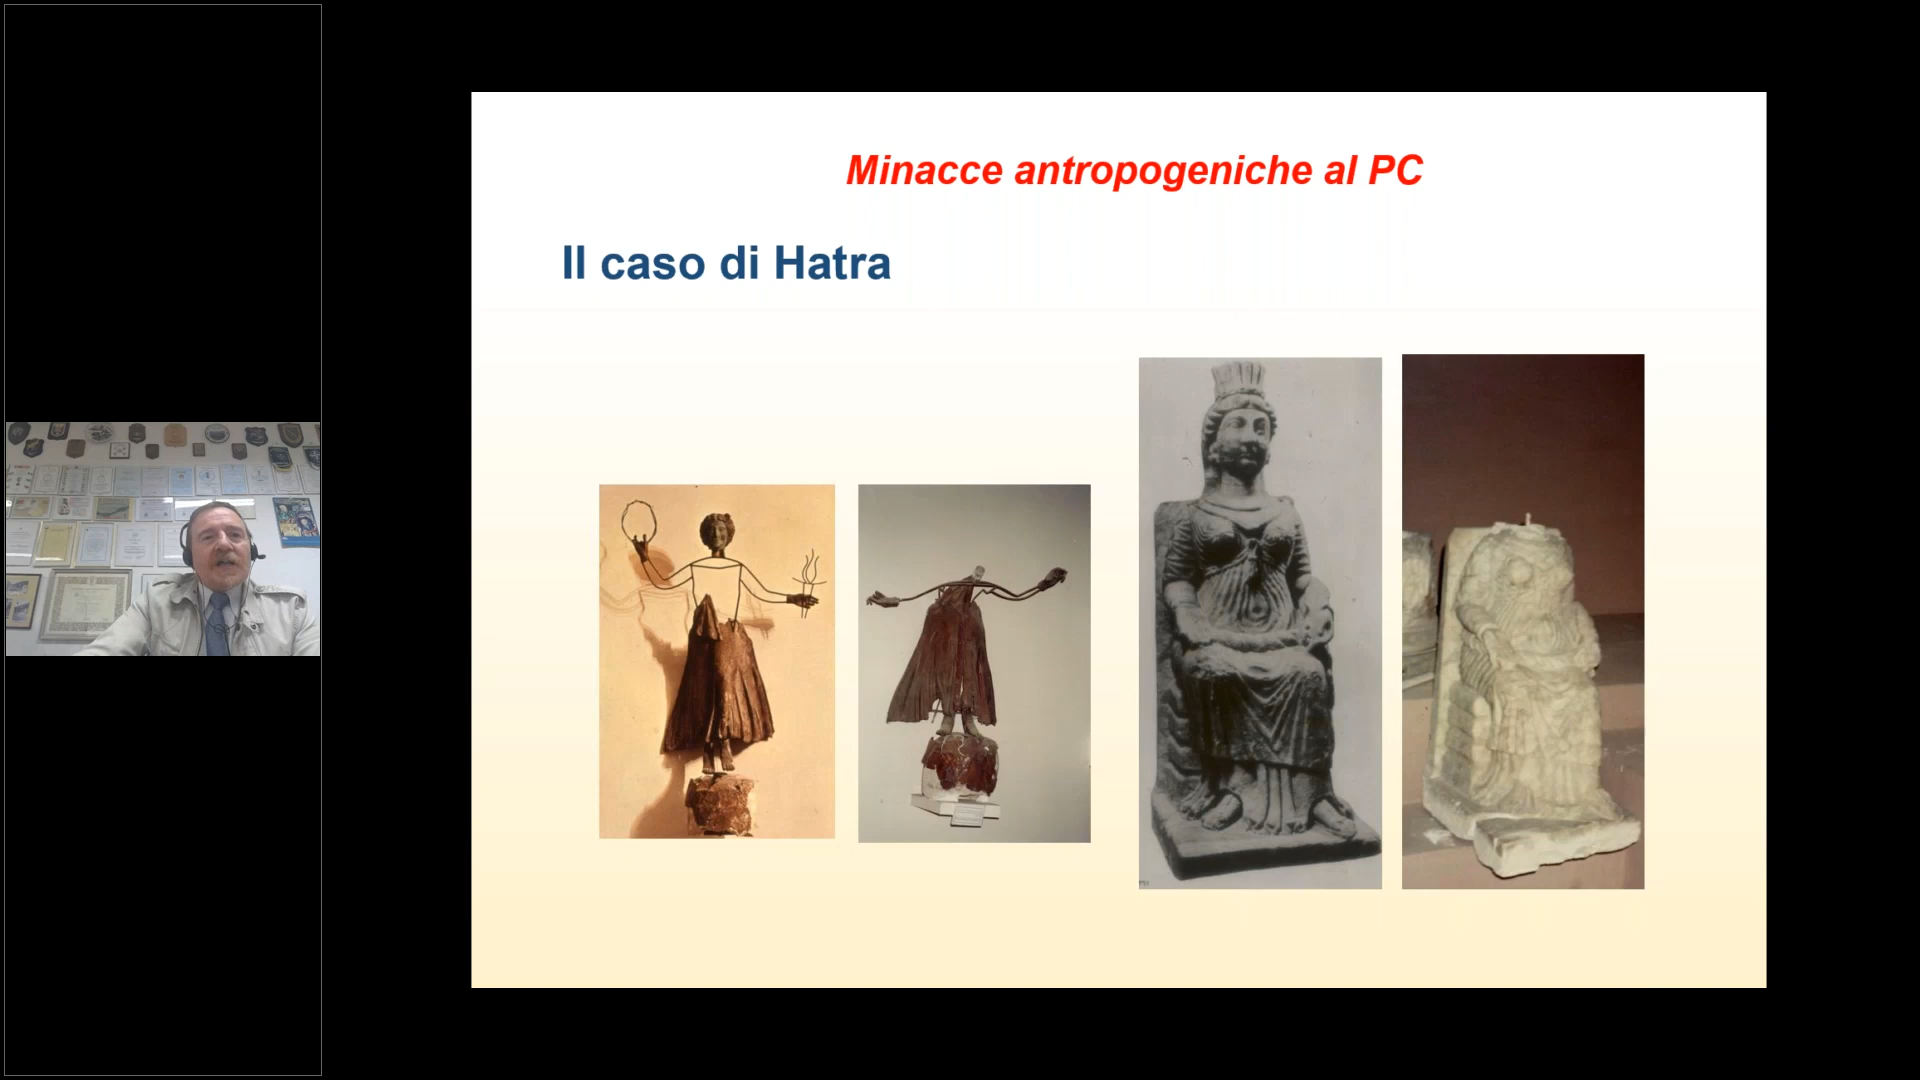 Minacce antropogeniche al PC
Il caso di Hatra